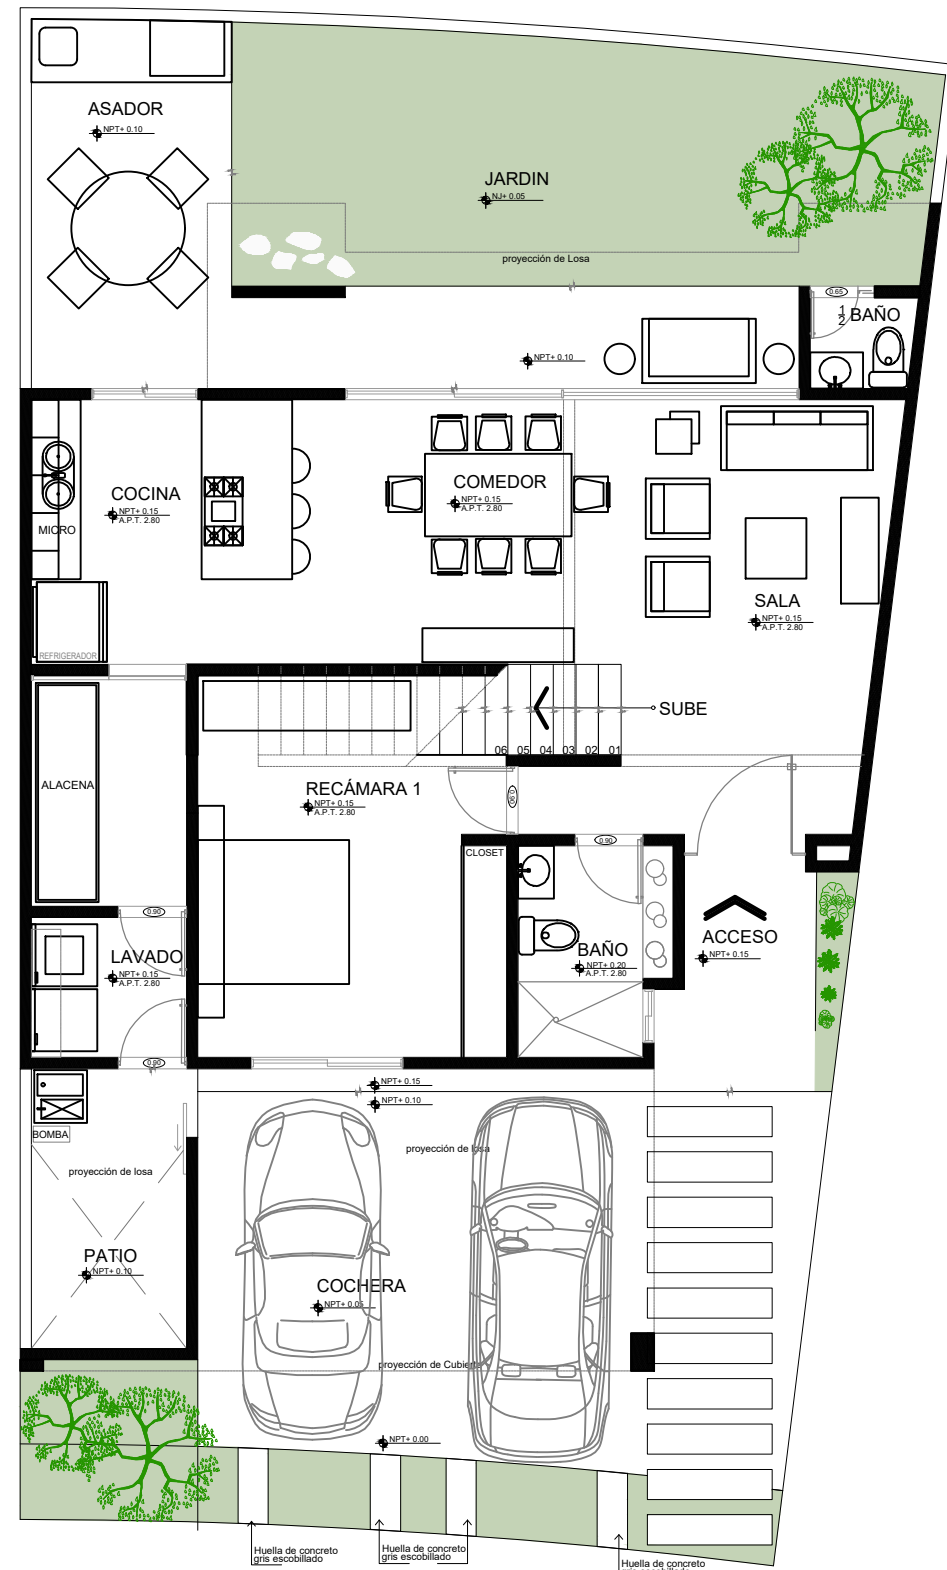 ASADOR
NPT+ 0.10
JARDIN
NJ+ 0.05
proyección de Losa
0.65
1/2 BAÑO
NPT+ 0.10
COCINA
NPT+ 0.15
A.P.T. 2.80
MICRO
COMEDOR
NPT+ 0.15
A.P.T. 2.80
SALA
NPT+ 0.15
A.P.T. 2.80
REFRIGERADOR
SUBE
06 05 04 03 02 01
ALACENA
RECÁMARA 1
NPT+ 0.15
A.P.T. 2.80
0.90
0.90
CLOSET
0.90
LAVADO
NPT+ 0.15
A.P.T. 2.80
BAÑO
NPT+ 0.20
A.P.T. 2.80
ACCESO
NPT+ 0.15
0.90
NPT+ 0.15
NPT+ 0.10
BOMBA
proyección de losa
proyección de losa
PATIO
NPT+ 0.10
COCHERA
NPT+ 0.05
proyección de Cubierta
NPT+ 0.00
Huella de concreto
gris escobillado
Huella de concreto
gris escobillado
Huella de concreto
gris escobillado